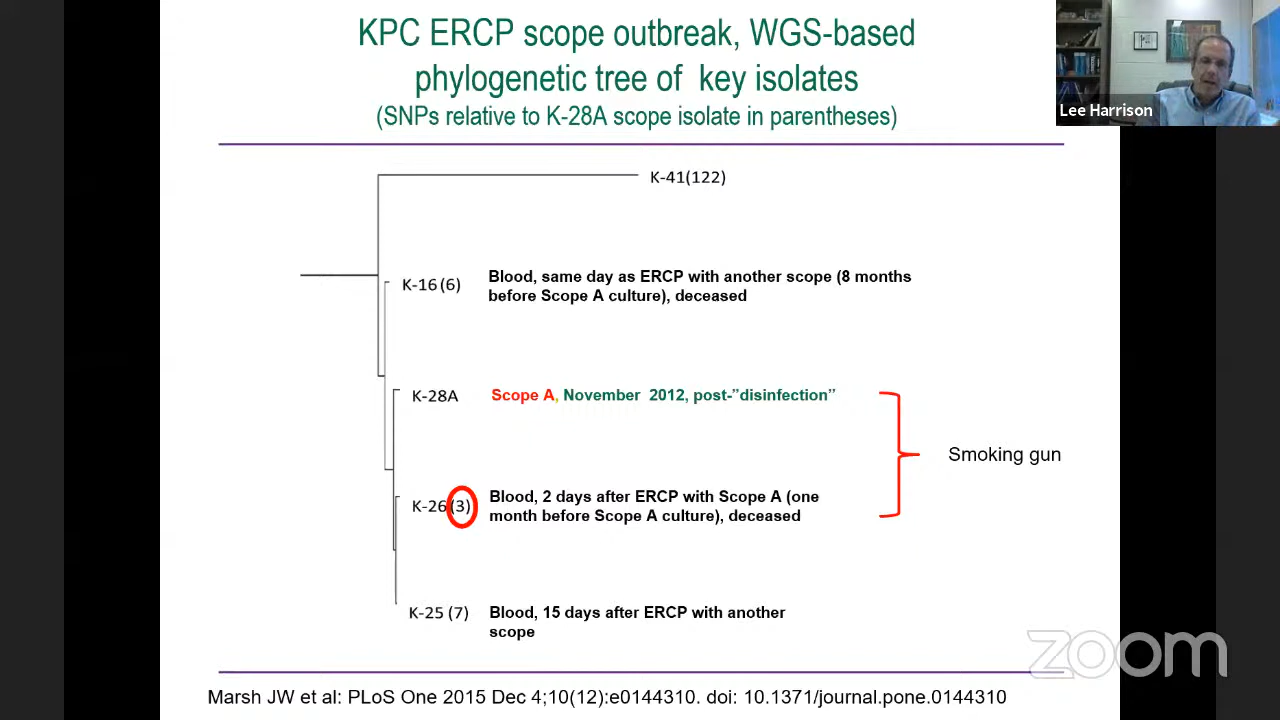 KPC ERCP scope outbreak, WGS-based
phylogenetic tree of key isolates
(SNPs relative to K-28A scope isolate in parentheses)
Lee Harrison
K-41(122)
K-16 (6)
Blood, same day as ERCP with another scope (8 months
before Scope A culture), deceased
K-28A
Scope A, November 2012, post-”disinfection”
Smoking gun
K-26 (3)
Blood, 2 days after ERCP with Scope A (one
month before Scope A culture), deceased
K-25 (7)
Blood, 15 days after ERCP with another
scope
zoom
Marsh JW et al: PLoS One 2015 Dec 4;10(12):e0144310. doi: 10.1371/journal.pone.0144310